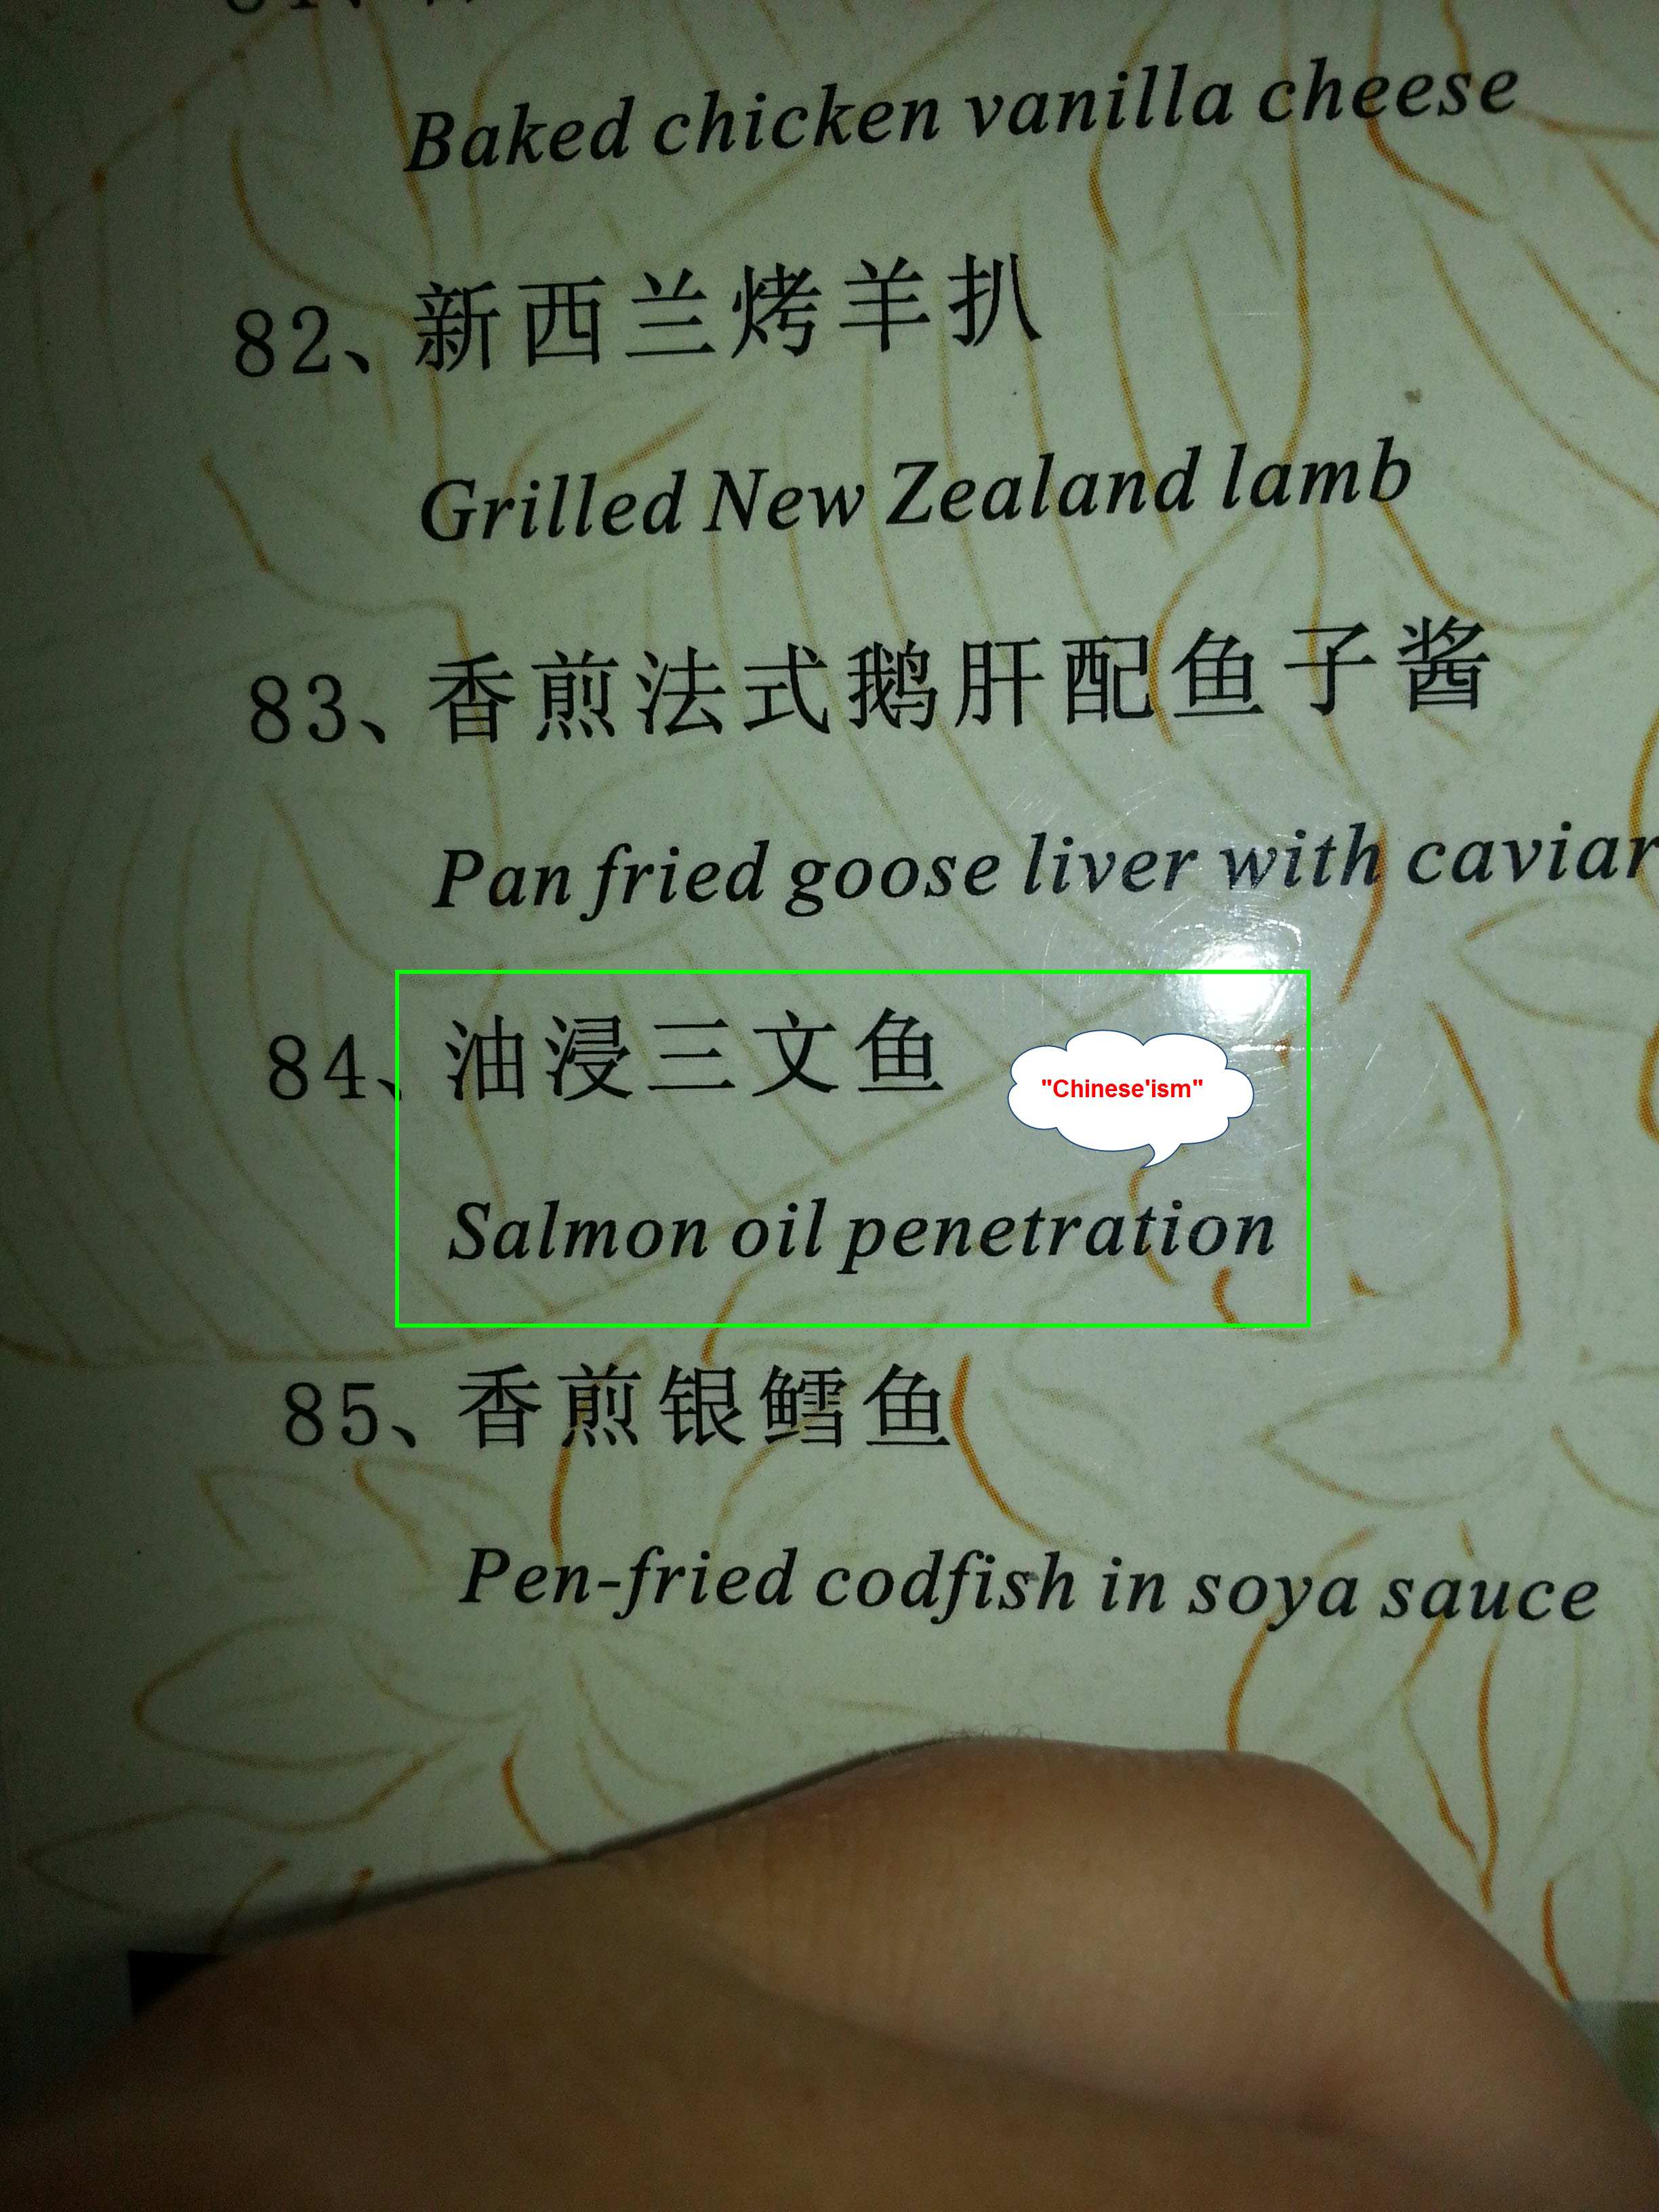 Baked chicken vanilla cheese
82、新西兰烤羊扒
Grilled New Zealand lamb
83、香煎法式鹅肝配鱼子酱
Pan fried goose liver with caviar
84、油浸三文鱼
"Chinese'ism"
Salmon oil penetration
85、香煎银鳕鱼
Pen-fried codfish in soya sauce